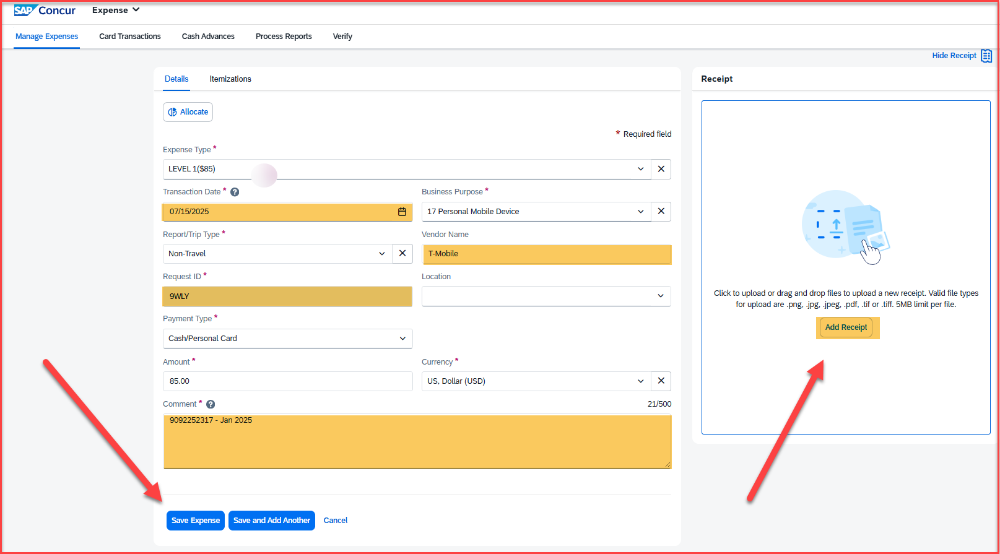 SAP Concur Expense
Manage Expenses Card Transactions Cash Advances Process Reports Verify
Hide Receipt
Details Itemizations
Allocate
* Required field
Expense Type *
LEVEL 1($85)
Transaction Date * ?
07/15/2025
Business Purpose *
17 Personal Mobile Device
Report/Trip Type *
Non-Travel
Vendor Name
T-Mobile
Request ID *
9WLY
Location
Payment Type *
Cash/Personal Card
Amount *
85.00
Currency *
US, Dollar (USD)
Comment * ?
21/500
9092252317 - Jan 2025
Save Expense Save and Add Another Cancel
Receipt
Click to upload or drag and drop files to upload a new receipt. Valid file types
for upload are .png, .jpg, .jpeg, .pdf, .tif or .tiff. 5MB limit per file.
Add Receipt